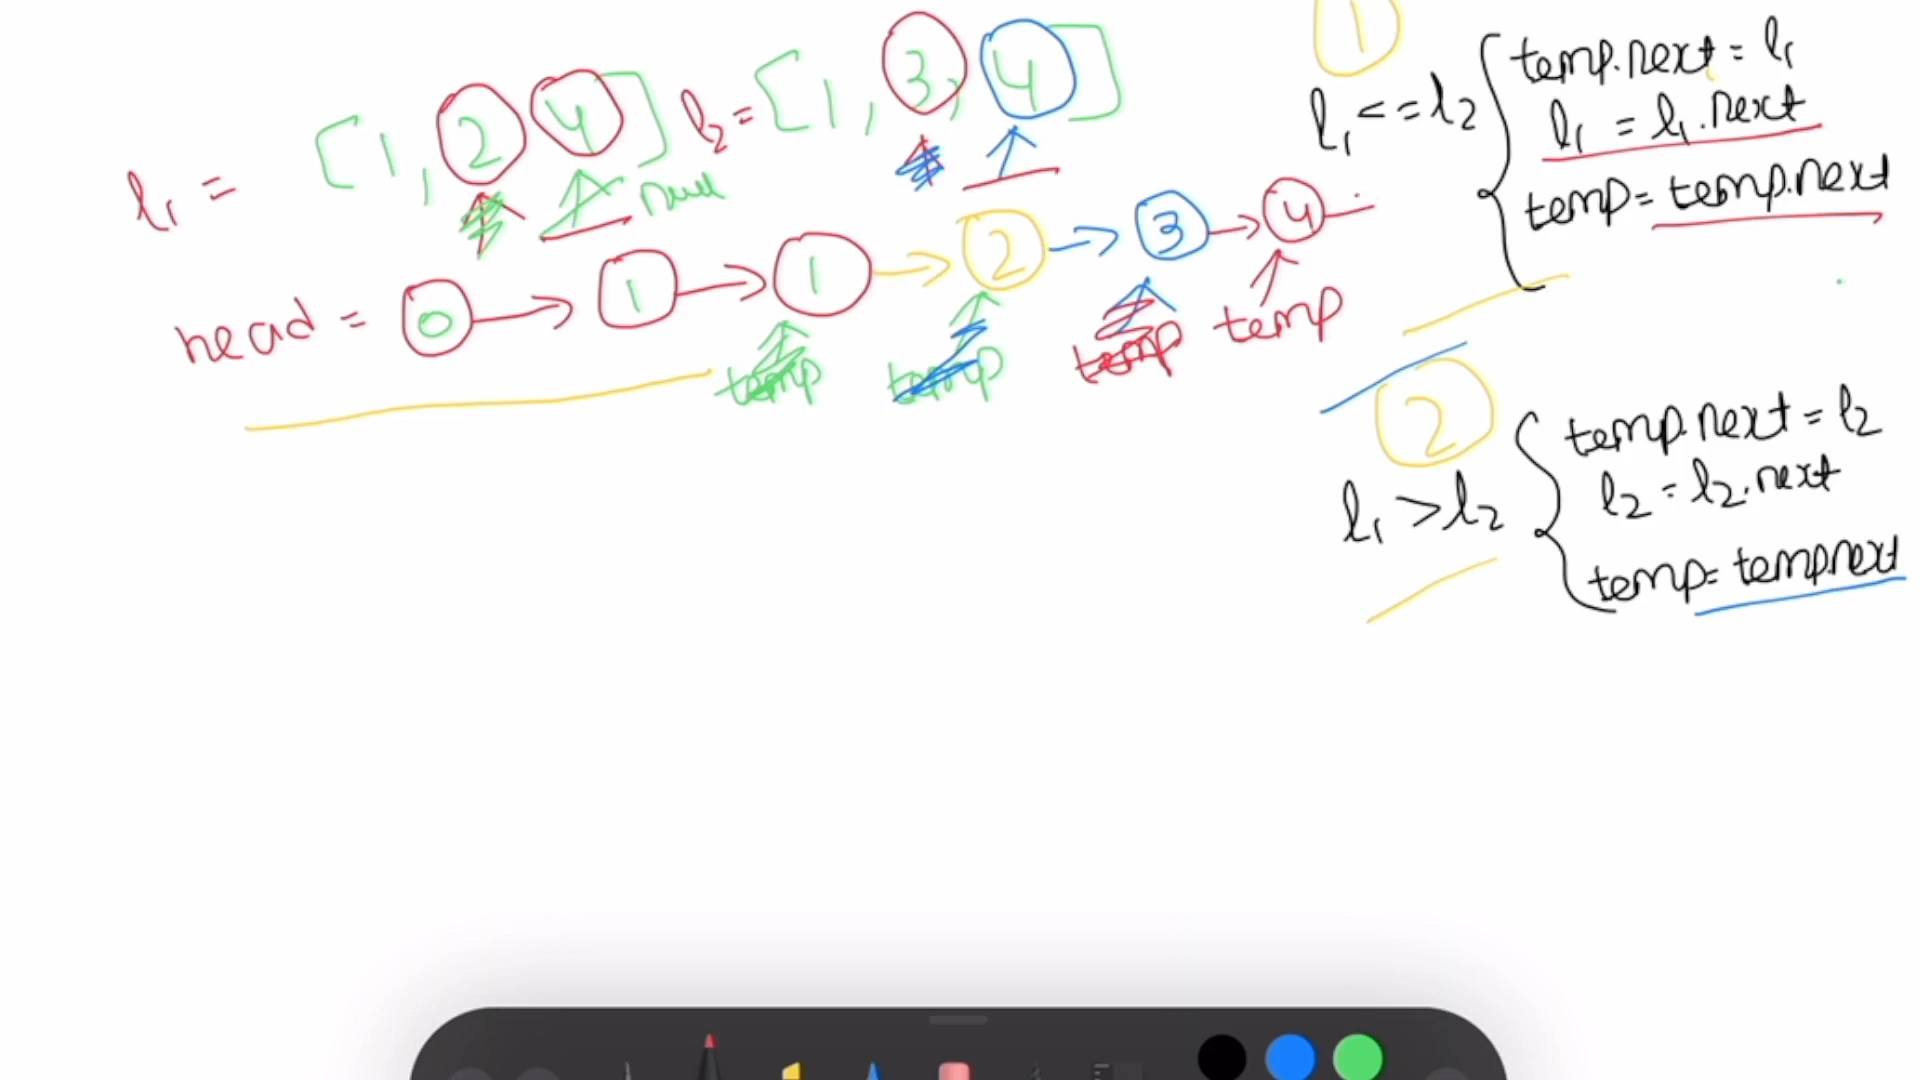 l1 = [1, 2 4] l2 = [1, 3, 4]
null
head = 0 → 1 → 1 → 2 → 3 → 4
temp temp temp temp
1
l1 <= l2 { temp.next = l1
l1 = l1.next
temp = temp.next
2
l1 > l2 { temp.next = l2
l2 = l2.next
temp = temp.next